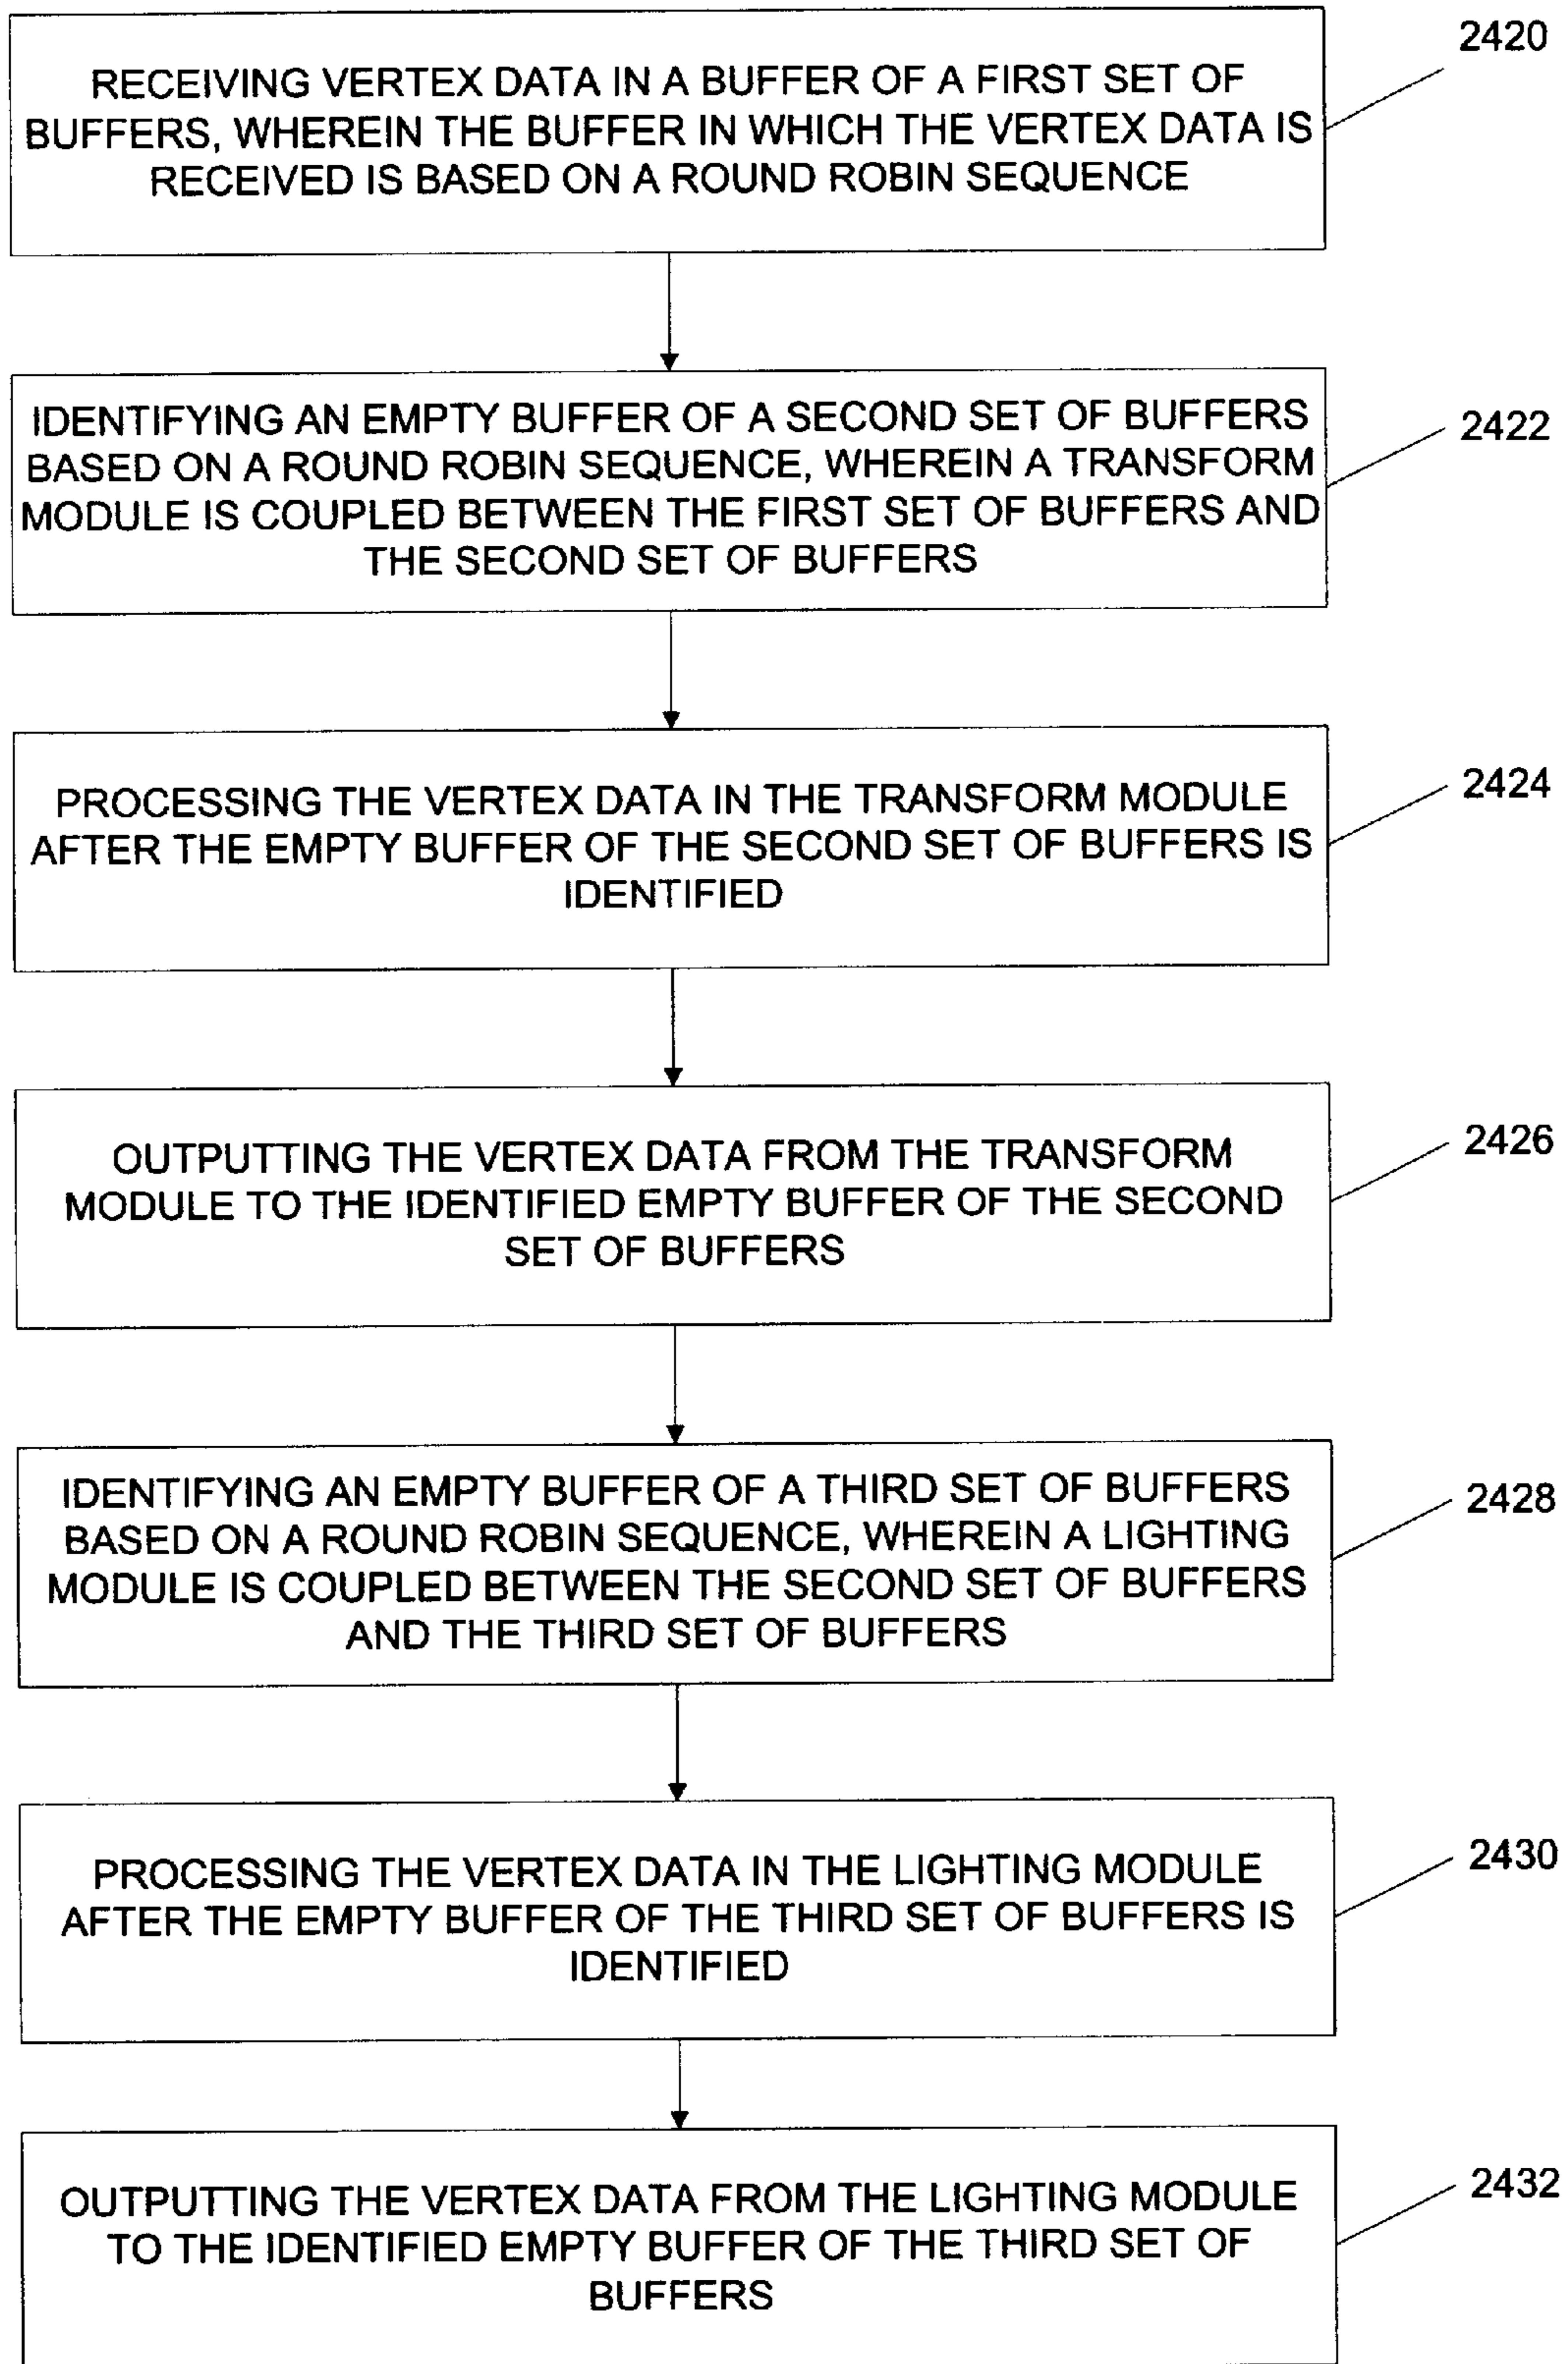 2420
RECEIVING VERTEX DATA IN A BUFFER OF A FIRST SET OF
BUFFERS, WHEREIN THE BUFFER IN WHICH THE VERTEX DATA IS
RECEIVED IS BASED ON A ROUND ROBIN SEQUENCE
2422
IDENTIFYING AN EMPTY BUFFER OF A SECOND SET OF BUFFERS
BASED ON A ROUND ROBIN SEQUENCE, WHEREIN A TRANSFORM
MODULE IS COUPLED BETWEEN THE FIRST SET OF BUFFERS AND
THE SECOND SET OF BUFFERS
2424
PROCESSING THE VERTEX DATA IN THE TRANSFORM MODULE
AFTER THE EMPTY BUFFER OF THE SECOND SET OF BUFFERS IS
IDENTIFIED
2426
OUTPUTTING THE VERTEX DATA FROM THE TRANSFORM
MODULE TO THE IDENTIFIED EMPTY BUFFER OF THE SECOND
SET OF BUFFERS
2428
IDENTIFYING AN EMPTY BUFFER OF A THIRD SET OF BUFFERS
BASED ON A ROUND ROBIN SEQUENCE, WHEREIN A LIGHTING
MODULE IS COUPLED BETWEEN THE SECOND SET OF BUFFERS
AND THE THIRD SET OF BUFFERS
2430
PROCESSING THE VERTEX DATA IN THE LIGHTING MODULE
AFTER THE EMPTY BUFFER OF THE THIRD SET OF BUFFERS IS
IDENTIFIED
2432
OUTPUTTING THE VERTEX DATA FROM THE LIGHTING MODULE
TO THE IDENTIFIED EMPTY BUFFER OF THE THIRD SET OF
BUFFERS